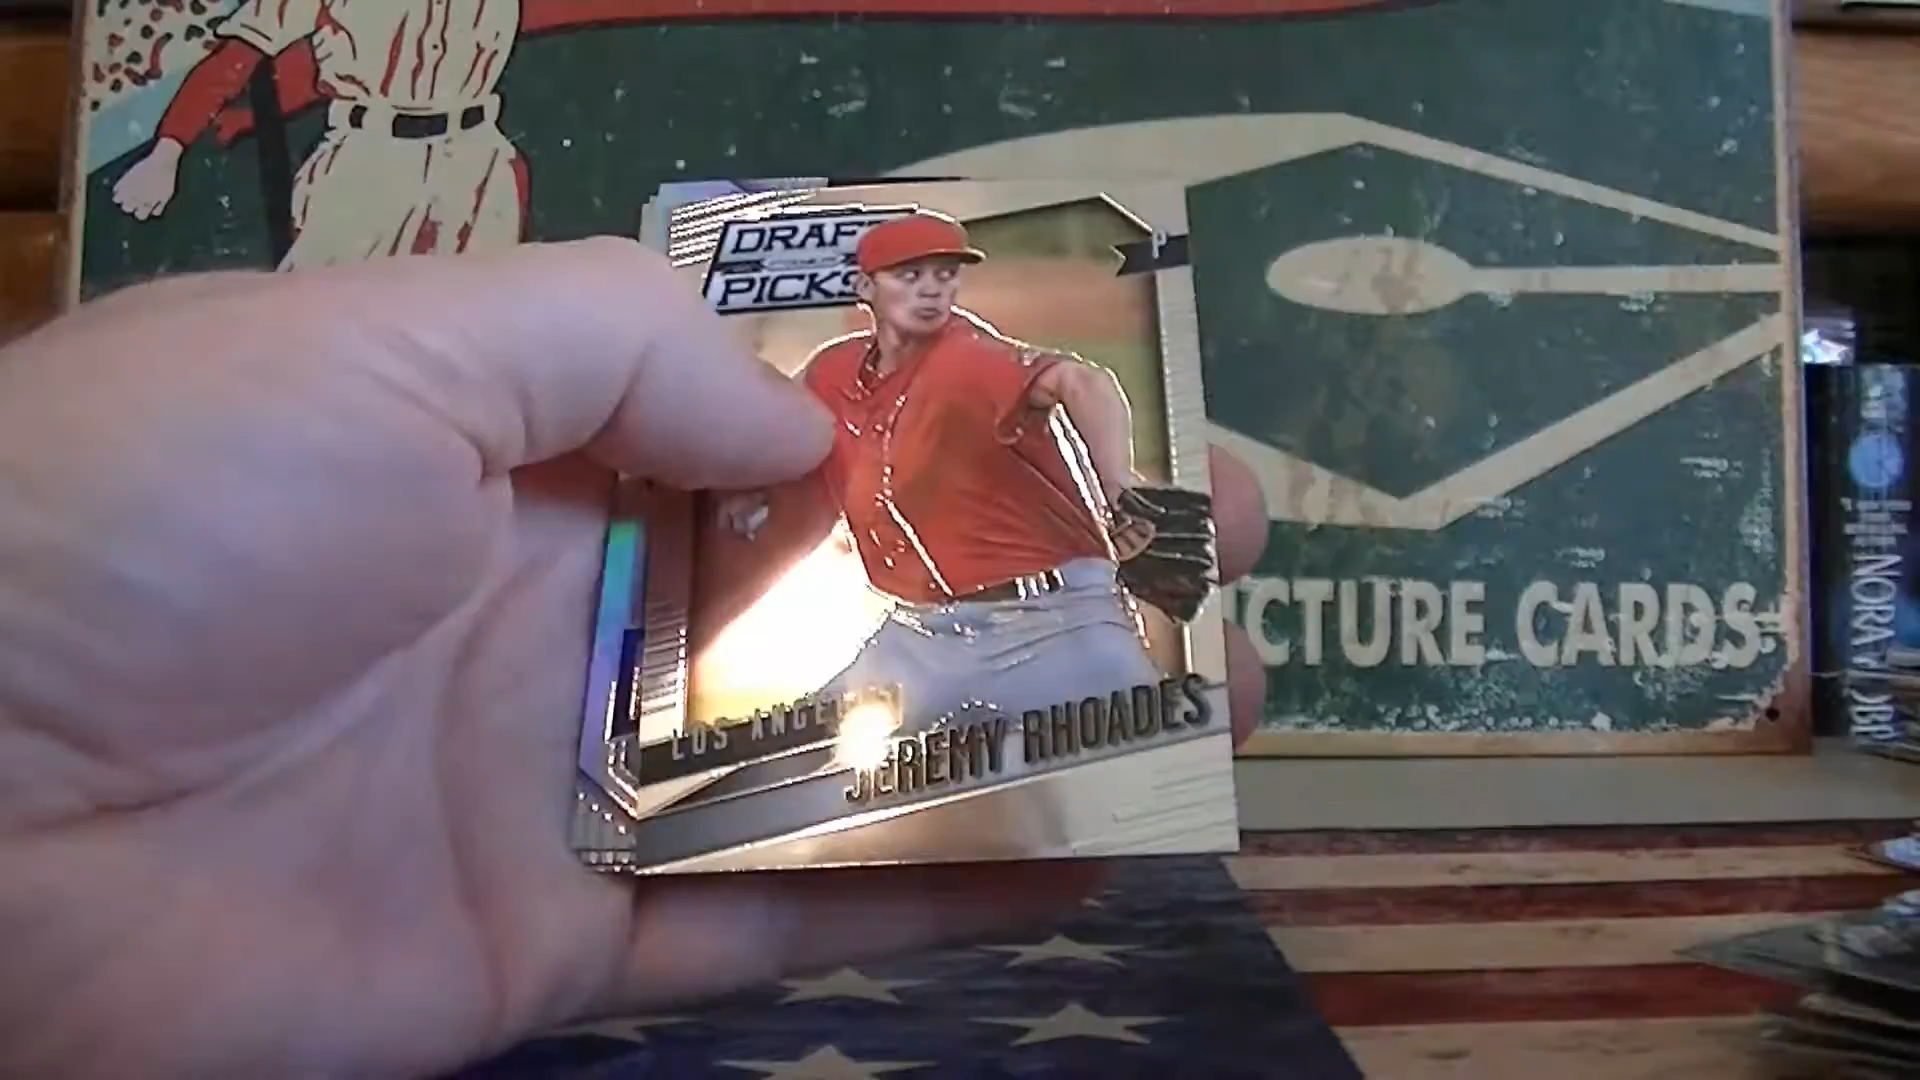 DRAFT
PICKS
P
LOS ANGELES
JEREMY RHOADES
CTURE CARDS